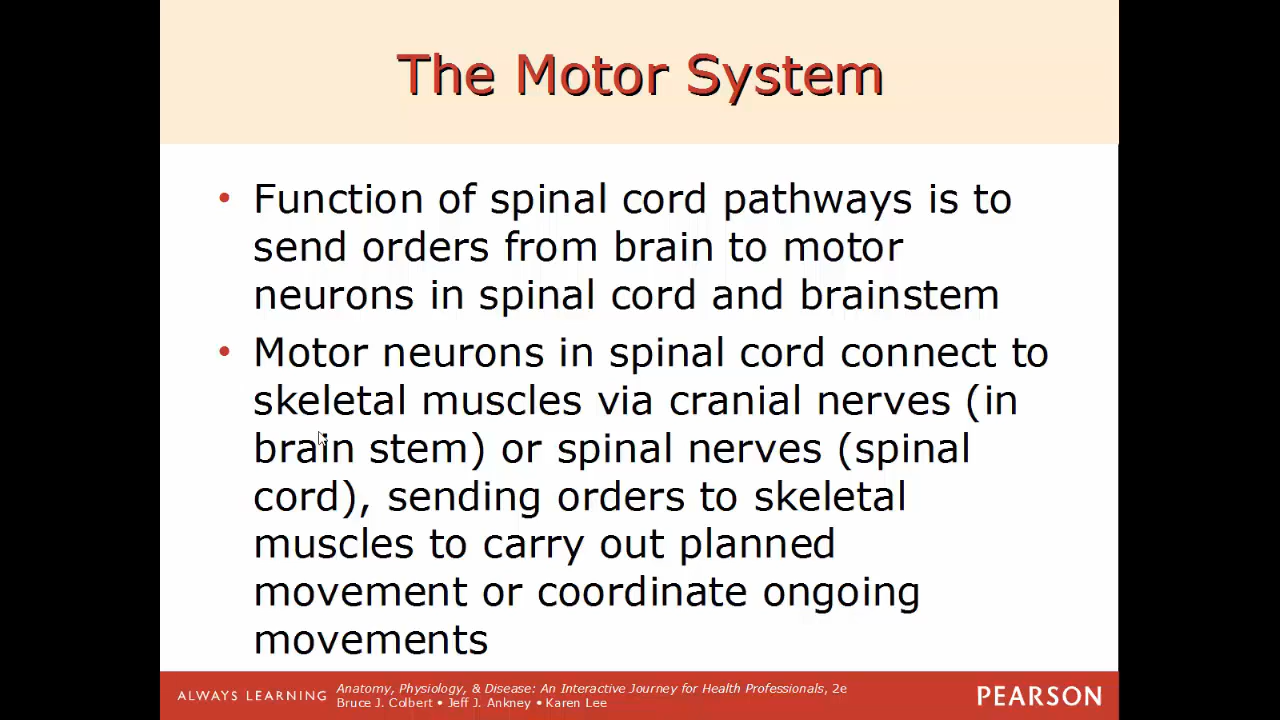 The Motor System
• Function of spinal cord pathways is to
send orders from brain to motor
neurons in spinal cord and brainstem
• Motor neurons in spinal cord connect to
skeletal muscles via cranial nerves (in
brain stem) or spinal nerves (spinal
cord), sending orders to skeletal
muscles to carry out planned
movement or coordinate ongoing
movements
ALWAYS LEARNING
Anatomy, Physiology, & Disease: An Interactive Journey for Health Professionals, 2e
Bruce J. Colbert • Jeff J. Ankney • Karen Lee
PEARSON